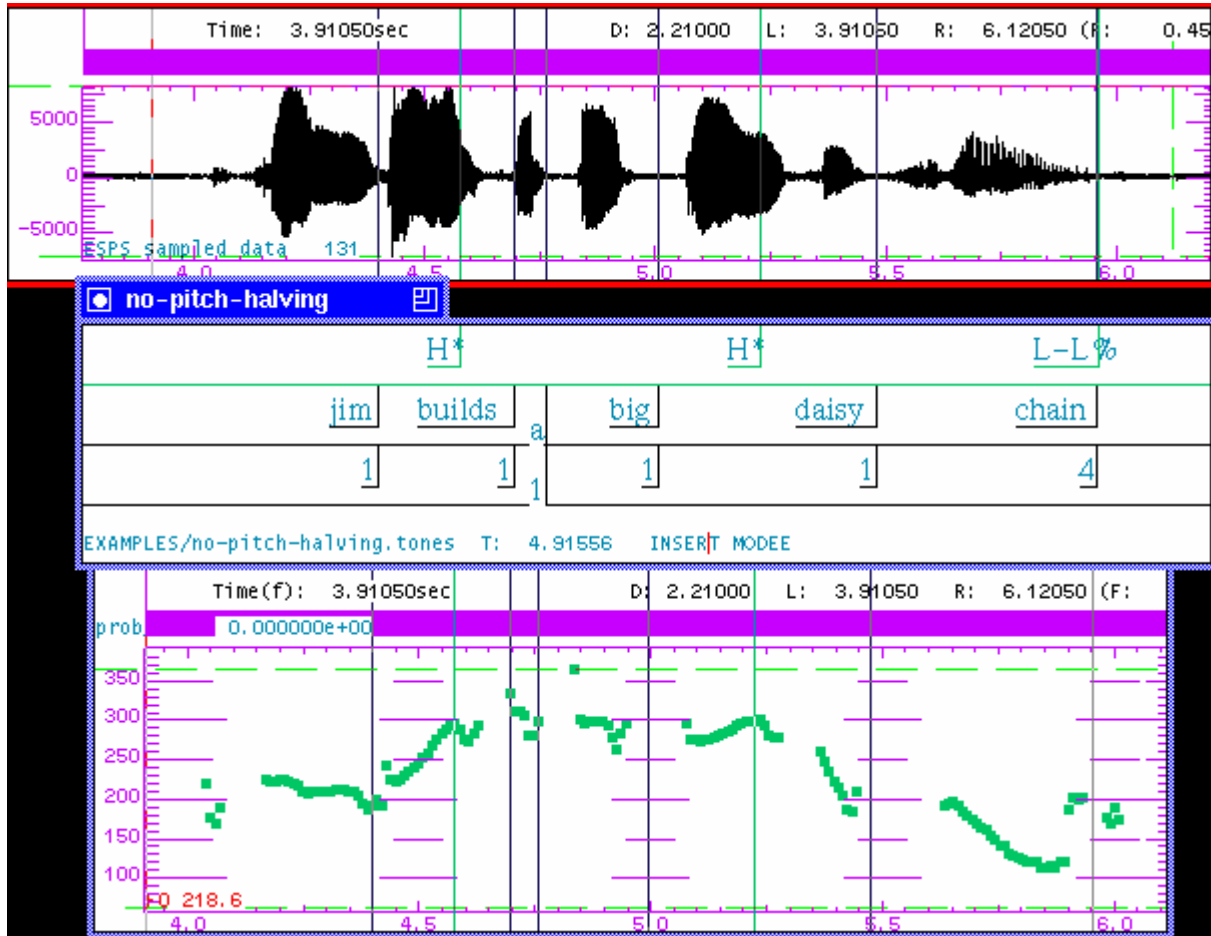 Time: 3.91050sec D: 2.21000 L: 3.91050 R: 6.12050 (F: 0.45
5000
0
-5000
ESPS sampled data 131
4.0 4.5 5.0 5.5 6.0
no-pitch-halving
H* H* L-L%
jim builds a big daisy chain
1 1 1 1 1 4
EXAMPLES/no-pitch-halving.tones T: 4.91556 INSERT MODEE
Time(f): 3.91050sec D: 2.21000 L: 3.91050 R: 6.12050 (F:
prob 0.000000e+00
350
300
250
200
150
100
F0 218.6
4.0 4.5 5.0 5.5 6.0